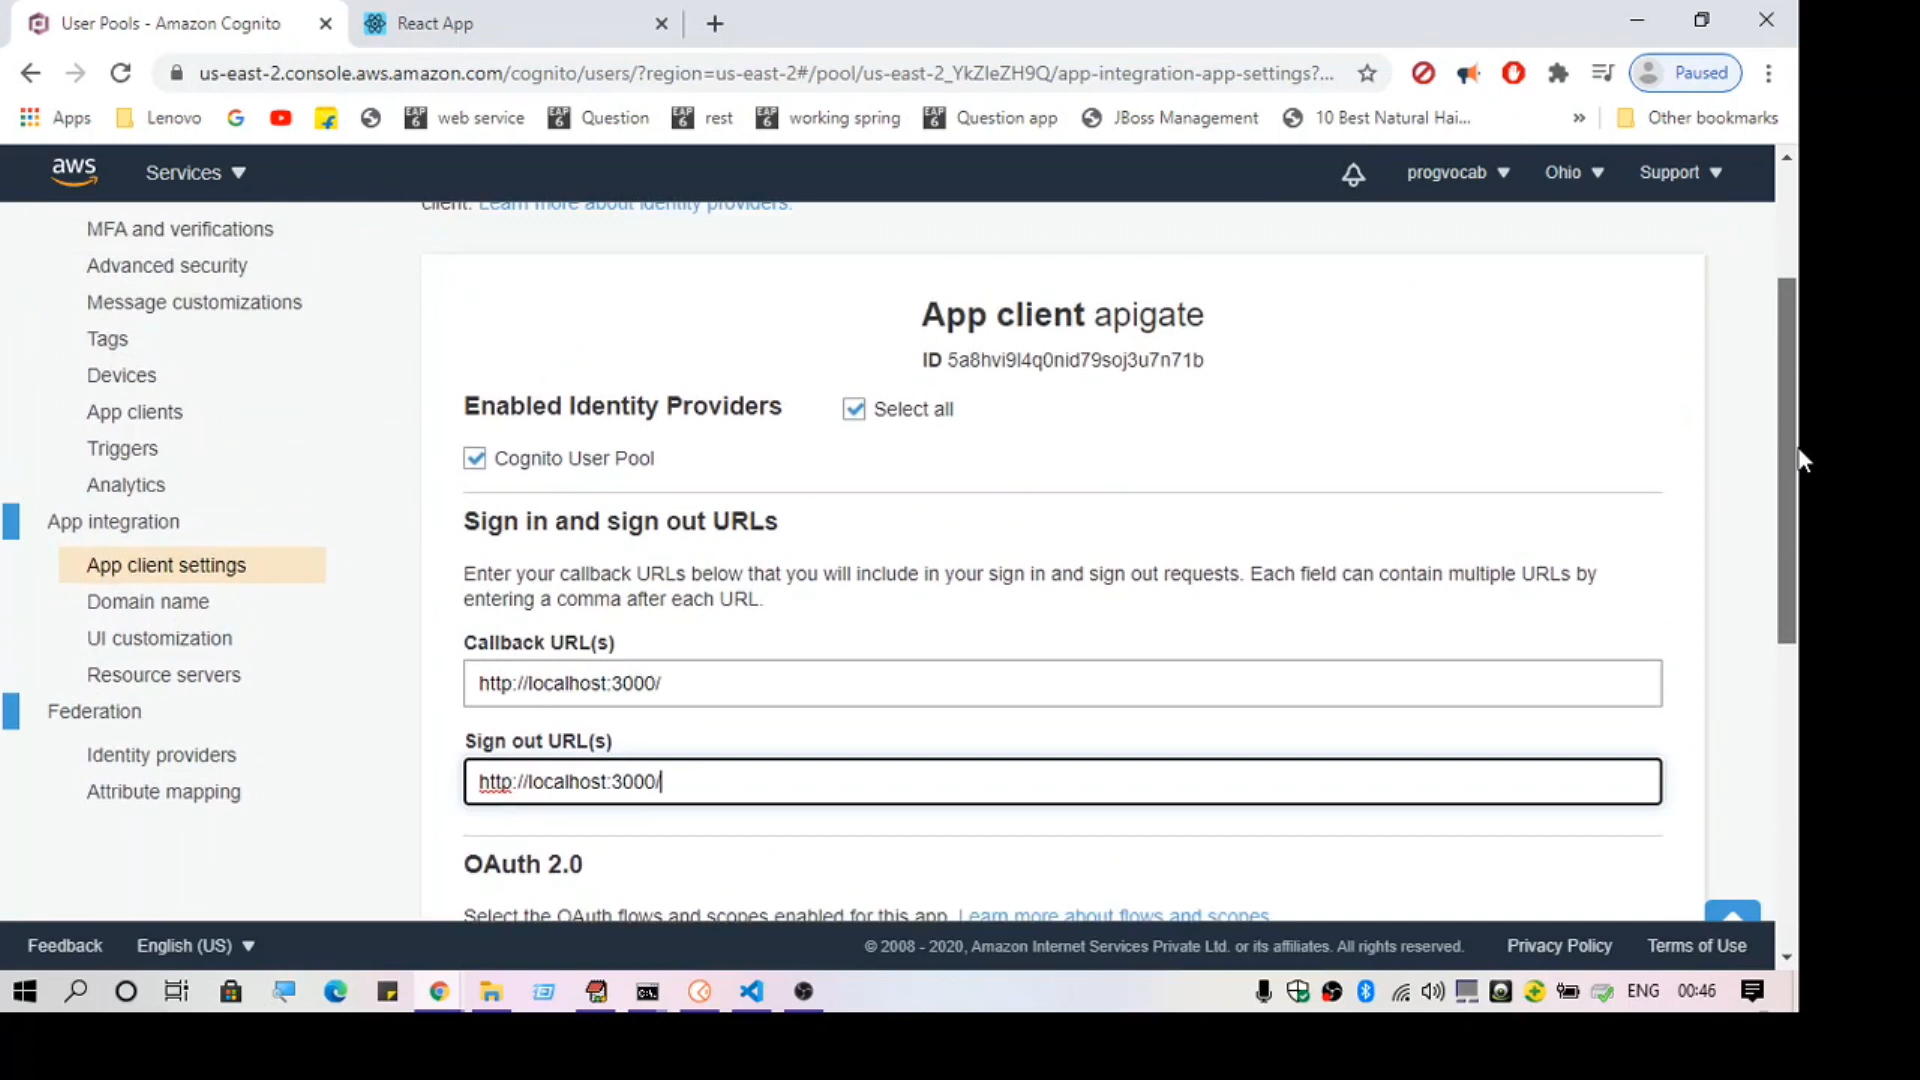 User Pools - Amazon Cognito
React App
us-east-2.console.aws.amazon.com/cognito/users/?region=us-east-2#/pool/us-east-2_YkZleZH9Q/app-integration-app-settings?...
Paused
Apps
Lenovo
web service
Question
rest
working spring
Question app
JBoss Management
10 Best Natural Hai...
»
Other bookmarks
aws
Services
progvocab
Ohio
Support
client. Learn more about identity providers.
MFA and verifications
Advanced security
Message customizations
Tags
Devices
App clients
Triggers
Analytics
App integration
App client settings
Domain name
UI customization
Resource servers
Federation
Identity providers
Attribute mapping
App client apigate
ID 5a8hvi9l4q0nid79soj3u7n71b
Enabled Identity Providers
Select all
Cognito User Pool
Sign in and sign out URLs
Enter your callback URLs below that you will include in your sign in and sign out requests. Each field can contain multiple URLs by
entering a comma after each URL.
Callback URL(s)
http://localhost:3000/
Sign out URL(s)
http://localhost:3000/
OAuth 2.0
Select the OAuth flows and scopes enabled for this app. Learn more about flows and scopes.
Feedback
English (US)
© 2008 - 2020, Amazon Internet Services Private Ltd. or its affiliates. All rights reserved.
Privacy Policy
Terms of Use
ENG
00:46